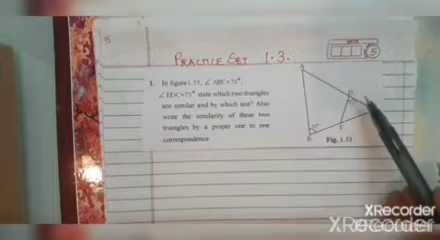 PRACTICE SET 1.3.
1. In figure 1.55, ∠ ABC=75°,
∠ EDC=75° state which two triangles
are similar and by which test? Also
write the similarity of these two
triangles by a proper one to one
correspondence
A
D
B
Fig. 1.55
XRecorder
XRecorder